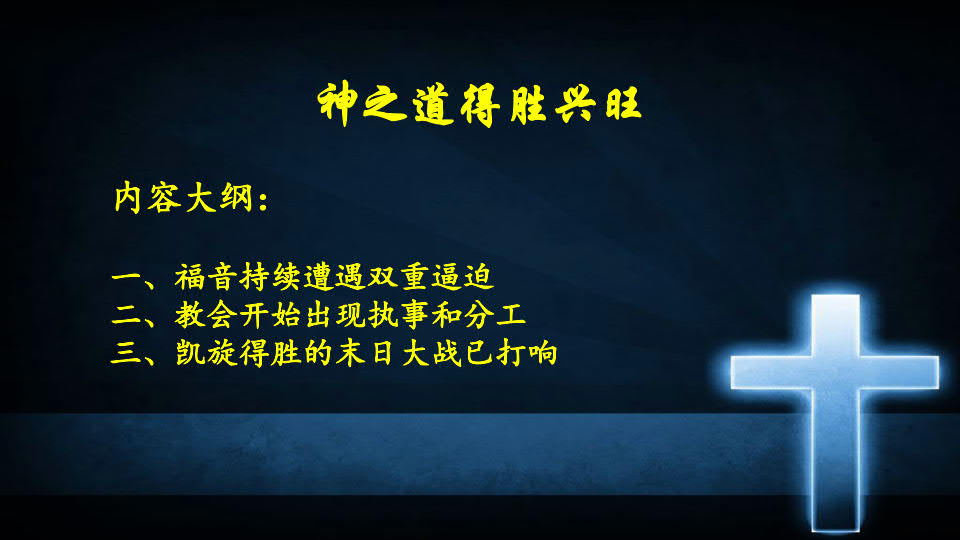 神之道得胜兴旺
内容大纲：
一、福音持续遭遇双重逼迫
二、教会开始出现执事和分工
三、凯旋得胜的末日大战已打响